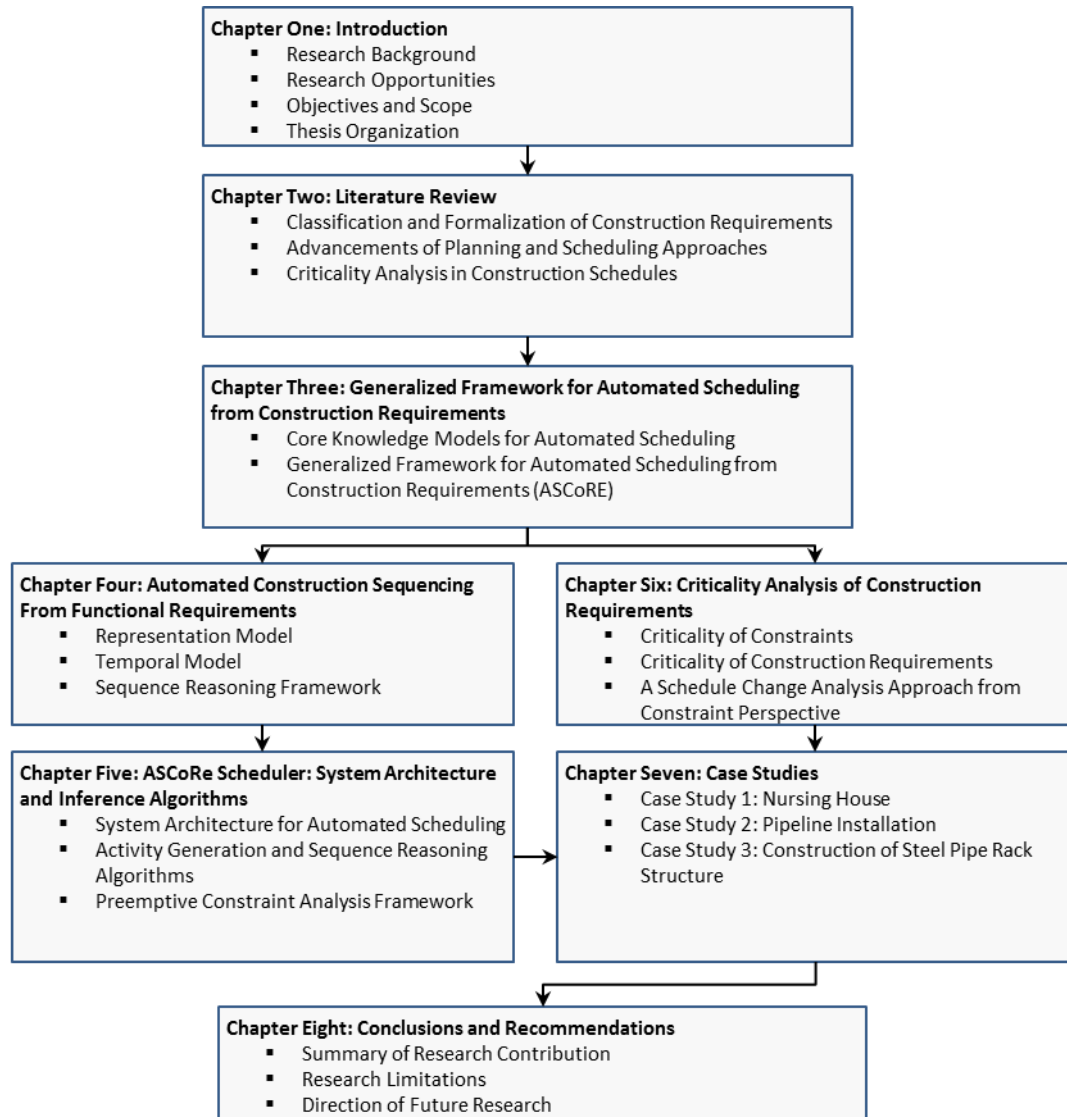 Chapter One: Introduction
▪ Research Background
▪ Research Opportunities
▪ Objectives and Scope
▪ Thesis Organization
Chapter Two: Literature Review
▪ Classification and Formalization of Construction Requirements
▪ Advancements of Planning and Scheduling Approaches
▪ Criticality Analysis in Construction Schedules
Chapter Three: Generalized Framework for Automated Scheduling
from Construction Requirements
▪ Core Knowledge Models for Automated Scheduling
▪ Generalized Framework for Automated Scheduling from
Construction Requirements (ASCoRE)
Chapter Four: Automated Construction Sequencing
From Functional Requirements
▪ Representation Model
▪ Temporal Model
▪ Sequence Reasoning Framework
Chapter Five: ASCoRe Scheduler: System Architecture
and Inference Algorithms
▪ System Architecture for Automated Scheduling
▪ Activity Generation and Sequence Reasoning
Algorithms
▪ Preemptive Constraint Analysis Framework
Chapter Six: Criticality Analysis of Construction
Requirements
▪ Criticality of Constraints
▪ Criticality of Construction Requirements
▪ A Schedule Change Analysis Approach from
Constraint Perspective
Chapter Seven: Case Studies
▪ Case Study 1: Nursing House
▪ Case Study 2: Pipeline Installation
▪ Case Study 3: Construction of Steel Pipe Rack
Structure
Chapter Eight: Conclusions and Recommendations
▪ Summary of Research Contribution
▪ Research Limitations
▪ Direction of Future Research